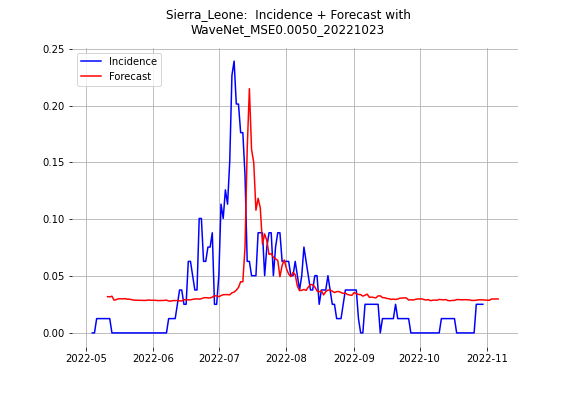 Sierra_Leone:  Incidence + Forecast with
WaveNet_MSE0.0050_20221023
Incidence
Forecast
0.25
0.20
0.15
0.10
0.05
0.00
2022-05 2022-06 2022-07 2022-08 2022-09 2022-10 2022-11